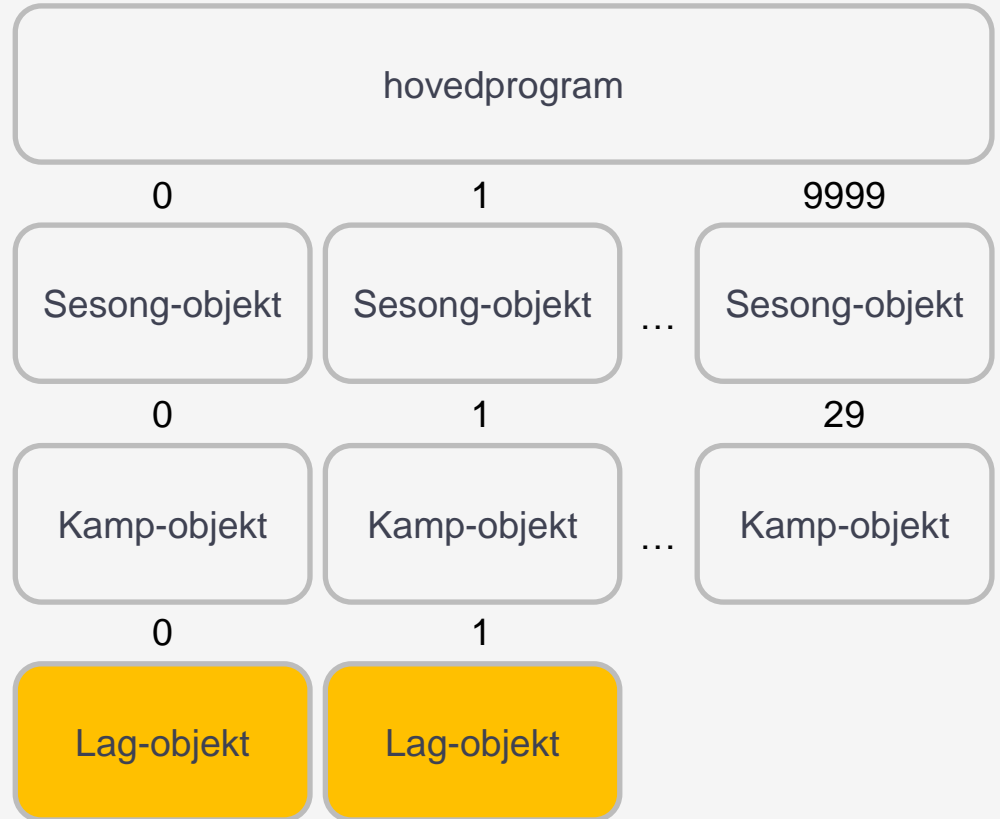 hovedprogram
0 1 9999
Sesong-objekt Sesong-objekt … Sesong-objekt
0 1 29
Kamp-objekt Kamp-objekt … Kamp-objekt
0 1
Lag-objekt Lag-objekt